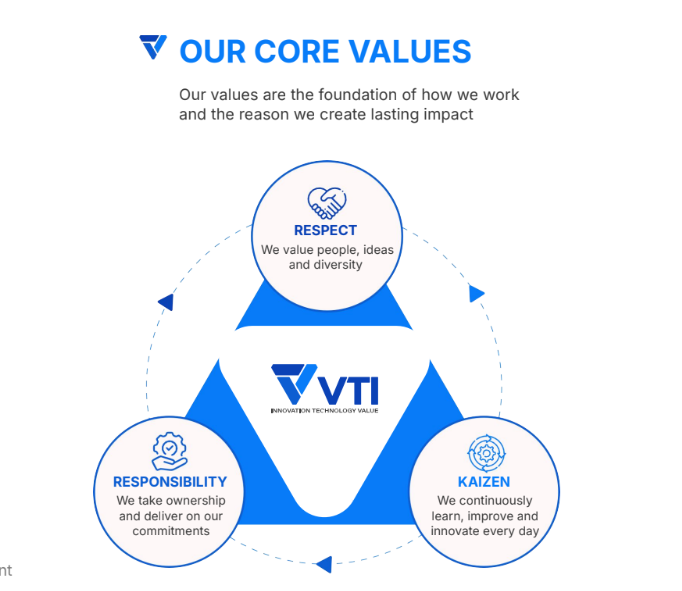 OUR CORE VALUES
Our values are the foundation of how we work
and the reason we create lasting impact
RESPECT
We value people, ideas
and diversity
VTI
INNOVATION TECHNOLOGY VALUE
RESPONSIBILITY
We take ownership
and deliver on our
commitments
KAIZEN
We continuously
learn, improve and
innovate every day
nt